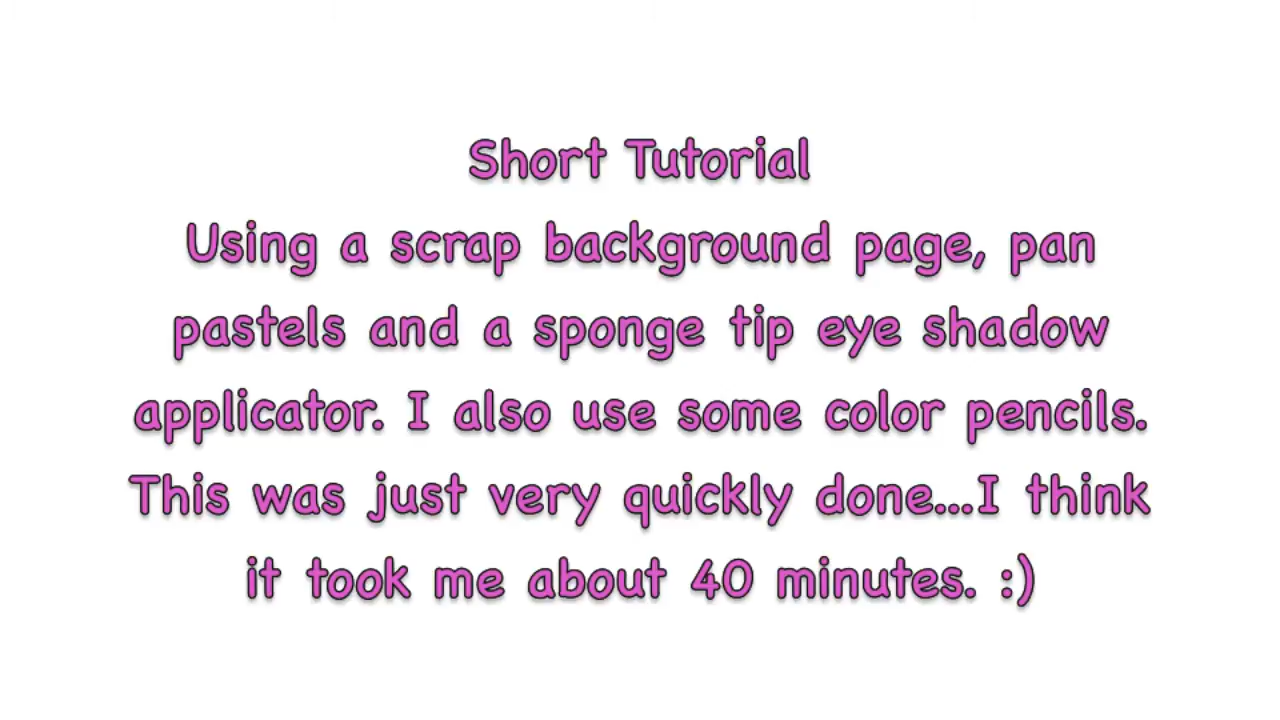 Short Tutorial
Using a scrap background page, pan
pastels and a sponge tip eye shadow
applicator. I also use some color pencils.
This was just very quickly done...I think
it took me about 40 minutes. :)